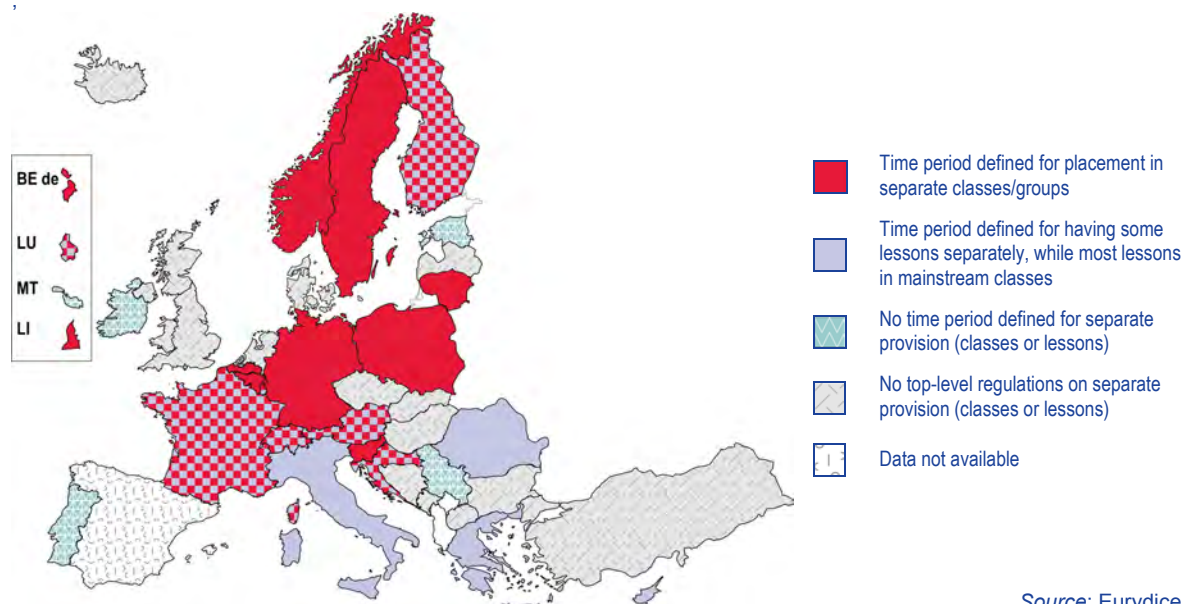 ,
BE de
LU
MT
LI
Time period defined for placement in
separate classes/groups
Time period defined for having some
lessons separately, while most lessons
in mainstream classes
No time period defined for separate
provision (classes or lessons)
No top-level regulations on separate
provision (classes or lessons)
Data not available
Source: Eurydice